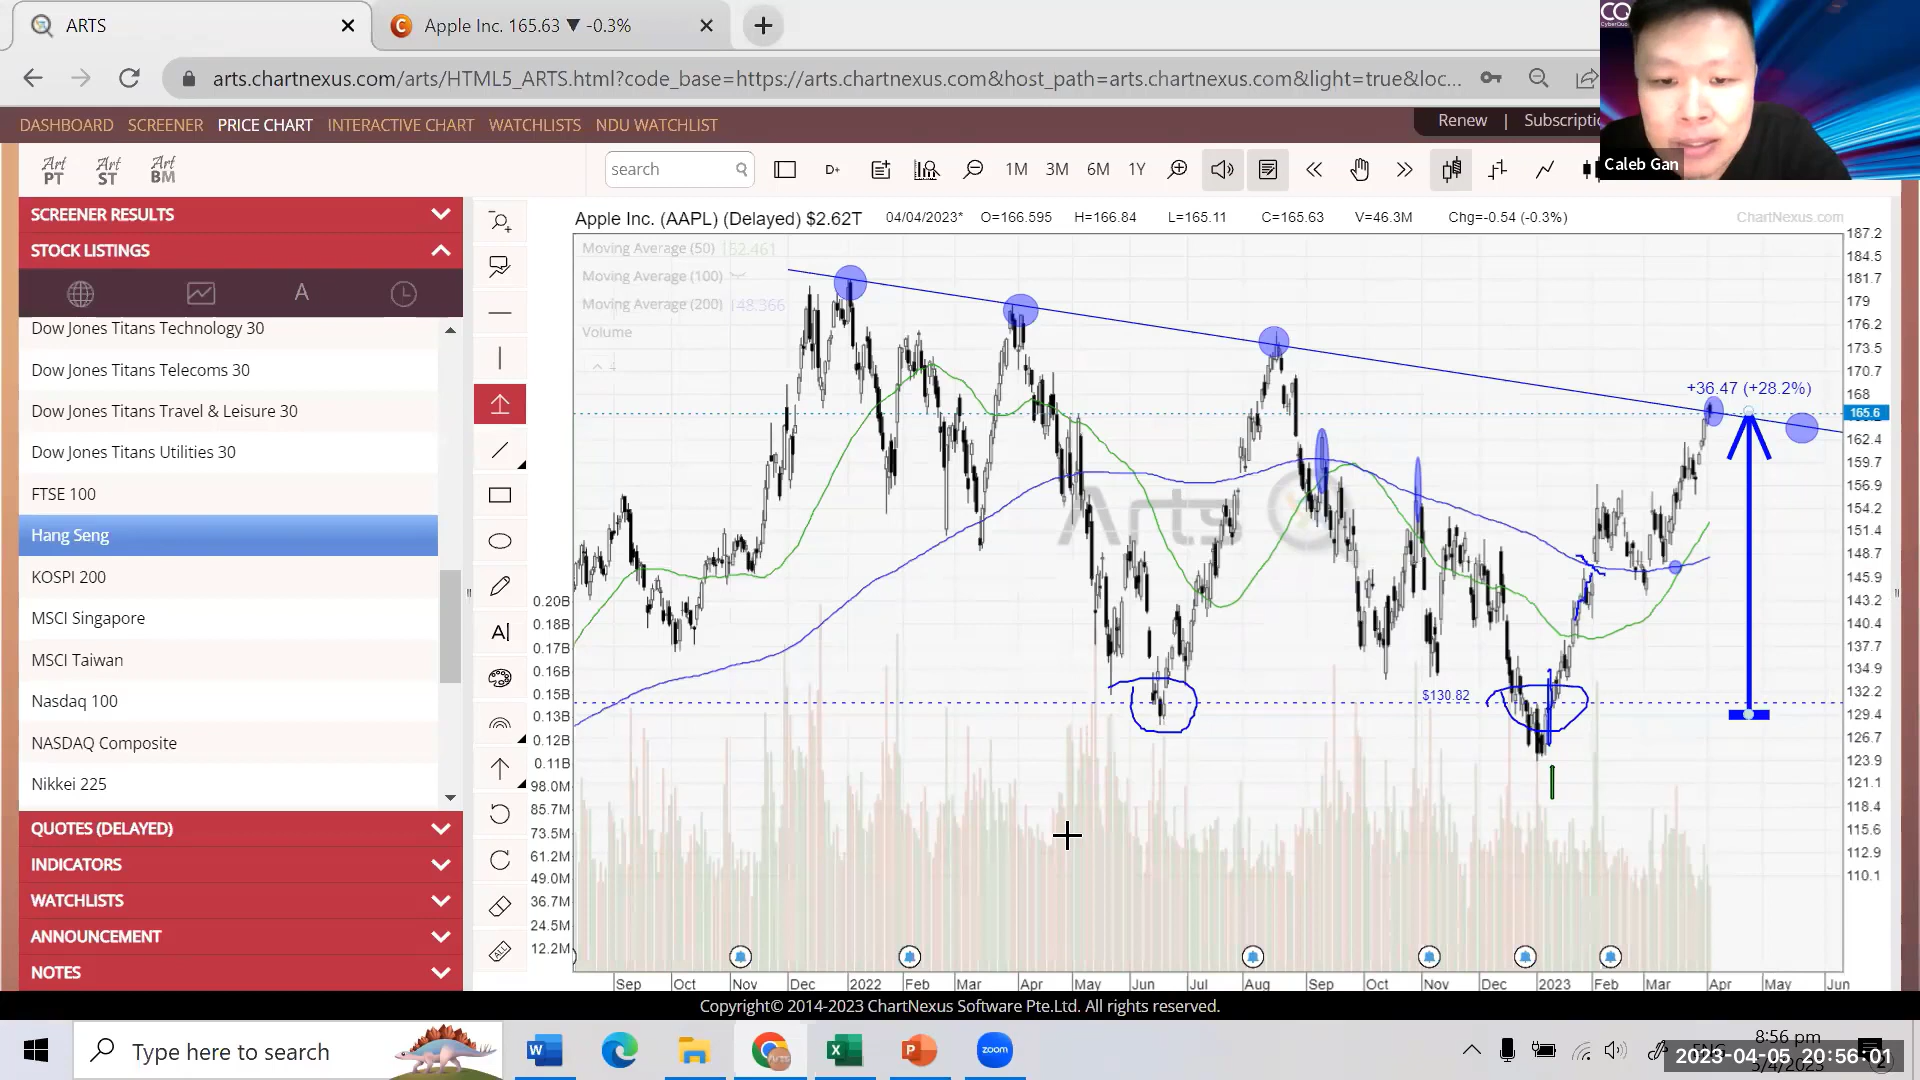 ARTS
Apple Inc. 165.63 ▼ -0.3%
arts.chartnexus.com/arts/HTML5_ARTS.html?code_base=https://arts.chartnexus.com&host_path=arts.chartnexus.com&light=true&loc...
CQ
Caleb Gan
DASHBOARD SCREENER PRICE CHART INTERACTIVE CHART WATCHLISTS NDU WATCHLIST
Renew | Subscriptio
Art PT
Art ST
Art BM
search
D+
1M 3M 6M 1Y
SCREENER RESULTS
STOCK LISTINGS
A
Dow Jones Titans Technology 30
Dow Jones Titans Telecoms 30
Dow Jones Titans Travel & Leisure 30
Dow Jones Titans Utilities 30
FTSE 100
Hang Seng
KOSPI 200
MSCI Singapore
MSCI Taiwan
Nasdaq 100
NASDAQ Composite
Nikkei 225
QUOTES (DELAYED)
INDICATORS
WATCHLISTS
ANNOUNCEMENT
NOTES
A|
ALL
Apple Inc. (AAPL) (Delayed) $2.62T 04/04/2023* O=166.595 H=166.84 L=165.11 C=165.63 V=46.3M Chg=-0.54 (-0.3%)
ChartNexus.com
Moving Average (50) 152.461
Moving Average (100)
Moving Average (200) 148.366
Volume
4
+36.47 (+28.2%)
Arts
$130.82
187.2
184.5
181.7
179
176.2
173.5
170.7
168
165.6
162.4
159.7
156.9
154.2
151.4
148.7
145.9
143.2
140.4
137.7
134.9
132.2
129.4
126.7
123.9
121.1
118.4
115.6
112.9
110.1
0.20B
0.18B
0.17B
0.16B
0.15B
0.13B
0.12B
0.11B
98.0M
85.7M
73.5M
61.2M
49.0M
36.7M
24.5M
12.2M
Sep Oct Nov Dec 2022 Feb Mar Apr May Jun Jul Aug Sep Oct Nov Dec 2023 Feb Mar Apr May Jun
Copyright© 2014-2023 ChartNexus Software Pte.Ltd. All rights reserved.
Type here to search
W
X
P
zoom
8:56 pm
2023-04-05 20:56:01